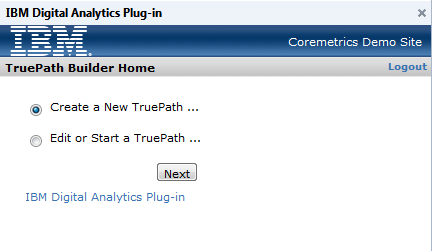 IBM Digital Analytics Plug-in
IBM Coremetrics Demo Site
TruePath Builder Home Logout
Create a New TruePath ...
Edit or Start a TruePath ...
Next
IBM Digital Analytics Plug-in